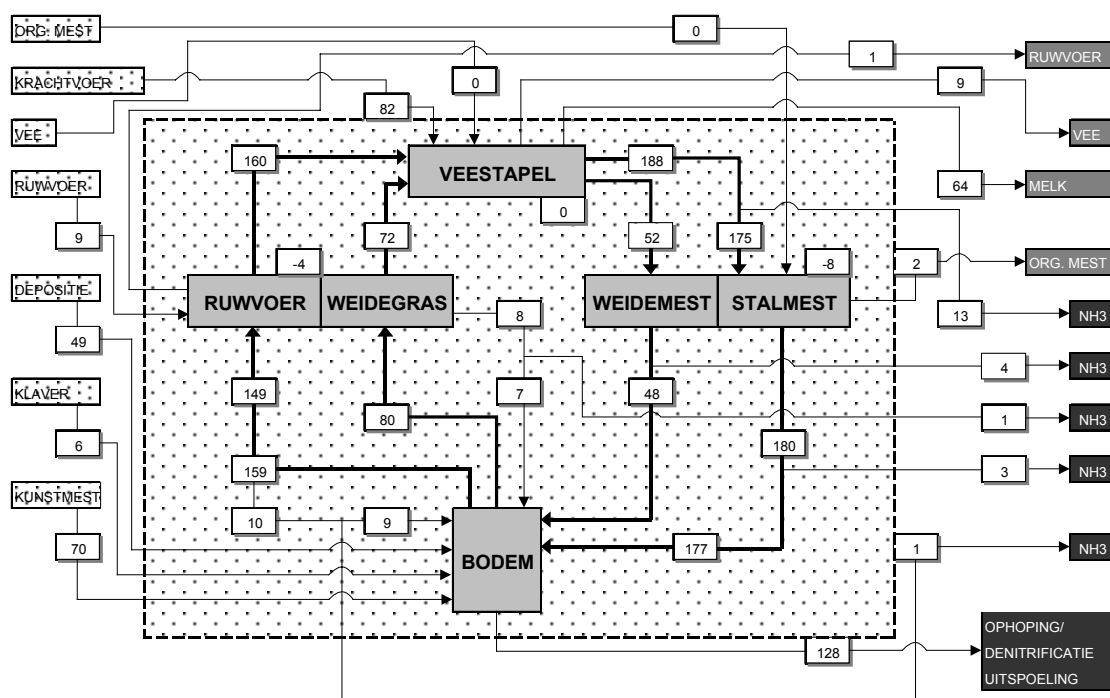 ORG. MEST
0
1
RUWVOER
KRACHTVOER
82
0
9
VEE
VEE
160
VEESTAPEL
188
RUWVOER
64
MELK
0
9
72
52
175
-4
-8
2
ORG. MEST
DEPOSITIE
RUWVOER
WEIDEGRAS
WEIDEMEST
STALMEST
8
13
NH3
49
4
NH3
KLAVER
149
7
48
80
1
NH3
6
180
159
3
NH3
KUNSTMEST
10
9
70
177
1
NH3
BODEM
128
OPHOPING/
DENITRIFICATIE
UITSPOELING